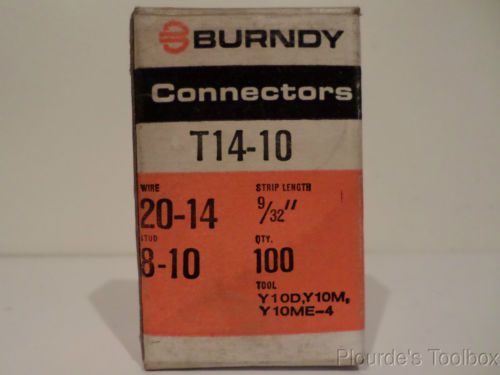 BURNDY
Connectors
T14-10
WIRE
20-14
STUD
8-10
STRIP LENGTH
9/32"
QTY.
100
TOOL
Y10D,Y10M,
Y10ME-4
Plourde's Toolbox